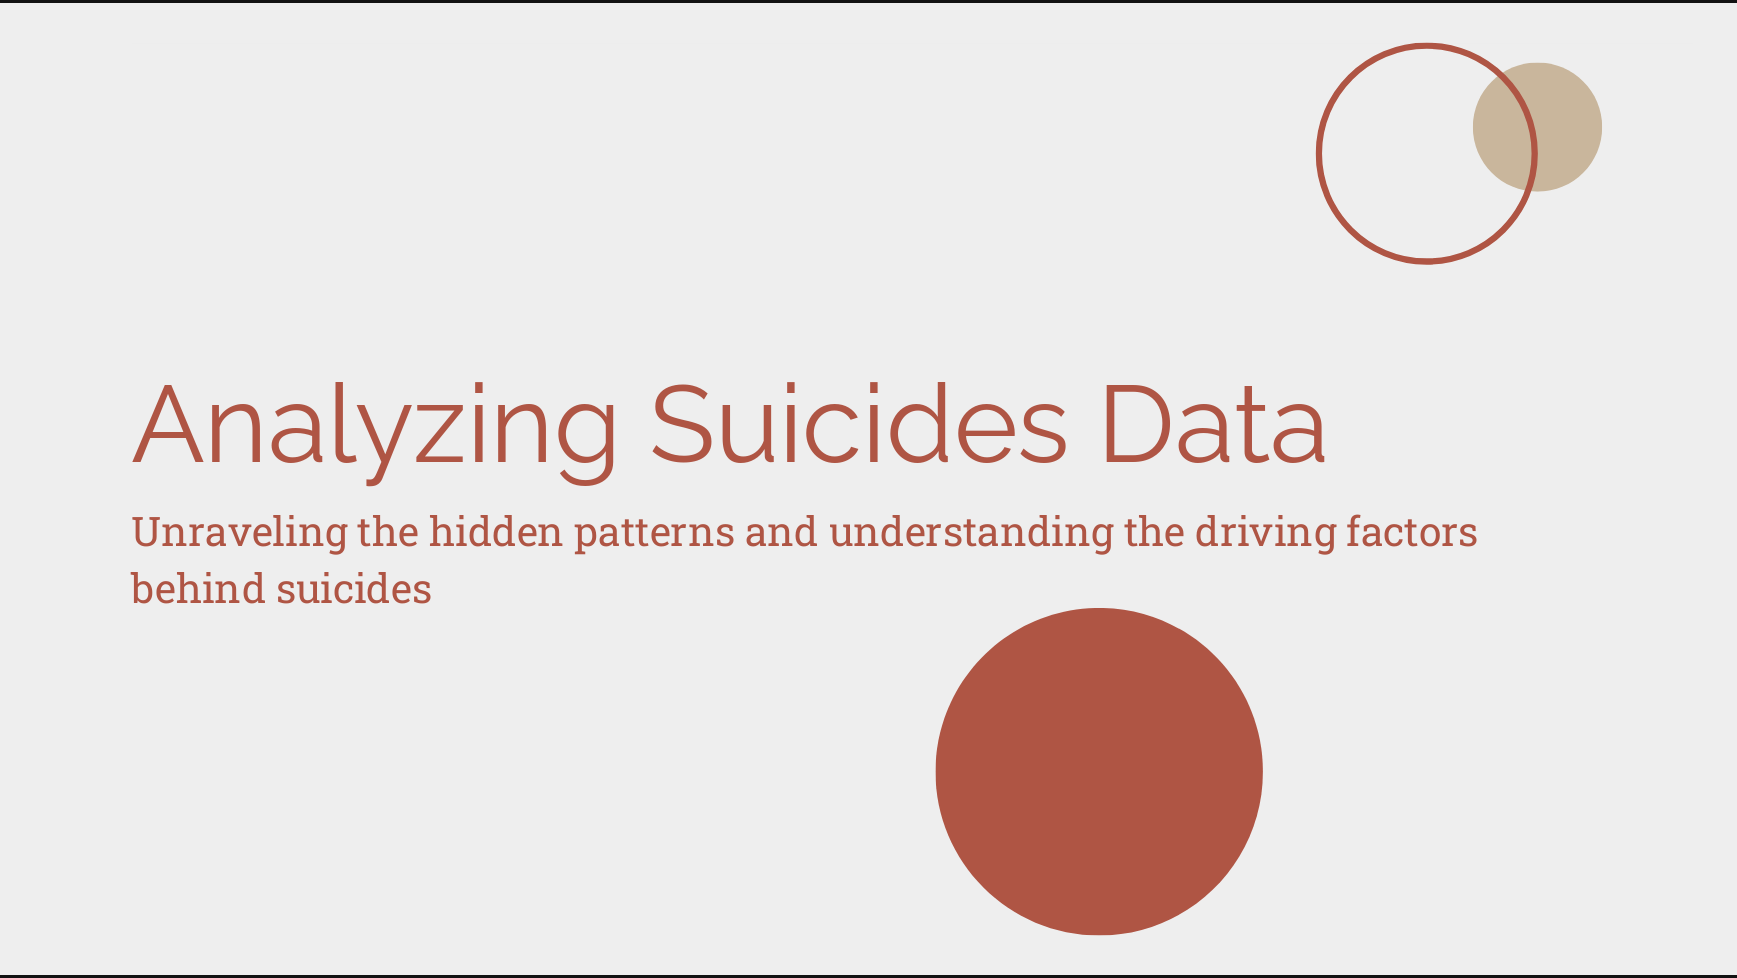 Analyzing Suicides Data
Unraveling the hidden patterns and understanding the driving factors
behind suicides